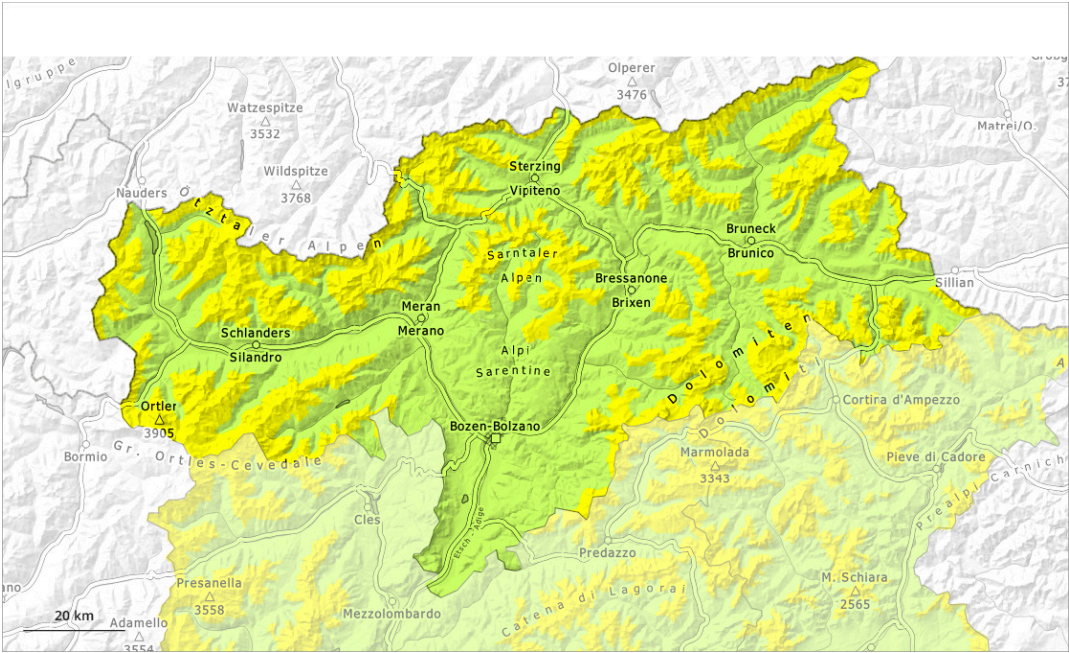 Olperer
3476
lgruppe
Watzespitze
3532
Matrei/O.
Sterzing
Vipiteno
Wildspitze
3768
Nauders
Ötztaler Alpen
Bruneck
Brunico
Sarntaler
Alpen
Sillian
Bressanone
Brixen
Meran
Merano
Schlanders
Silandro
Alpi
Sarentine
Dolomiten
Dolomiti
Ortler
3905
Cortina d'Ampezzo
Bozen-Bolzano
Gr. Ortles-Cevedale
Bormio
Marmolada
3343
Pieve di Cadore
Prealpi Carnich
Cles
Etsch - Adige
Predazzo
Presanella
3558
M. Schiara
2565
Catena di Lagorai
Mezzolombardo
20 km
Adamello
3554